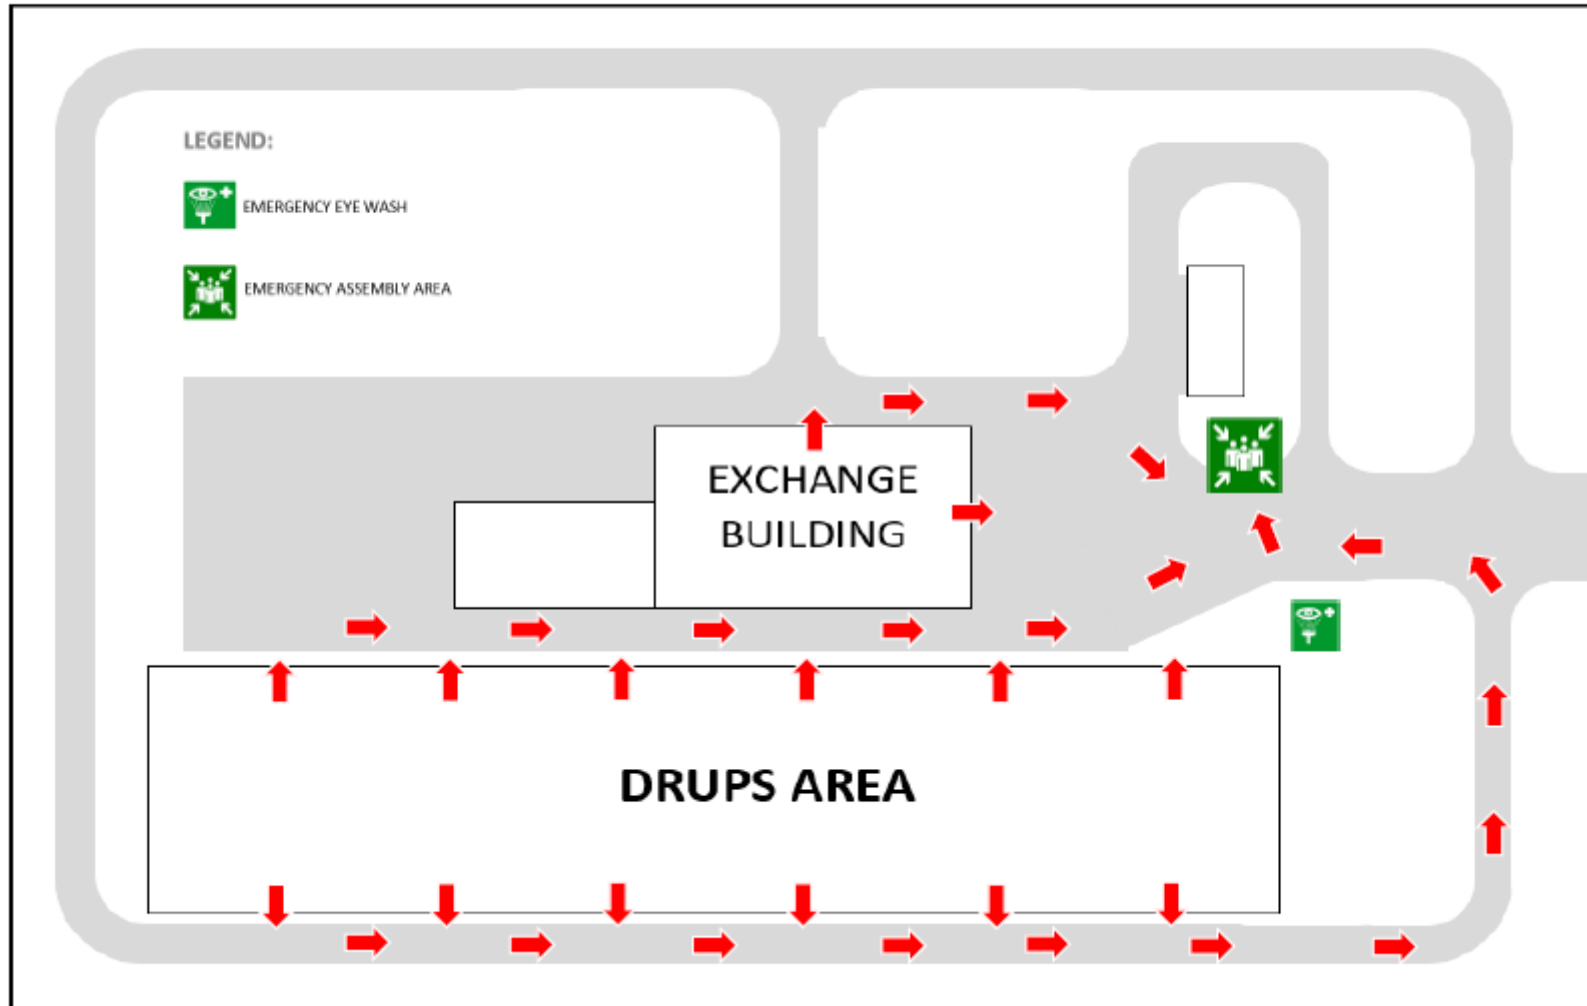 LEGEND:
EMERGENCY EYE WASH
EMERGENCY ASSEMBLY AREA
EXCHANGE
BUILDING
DRUPS AREA